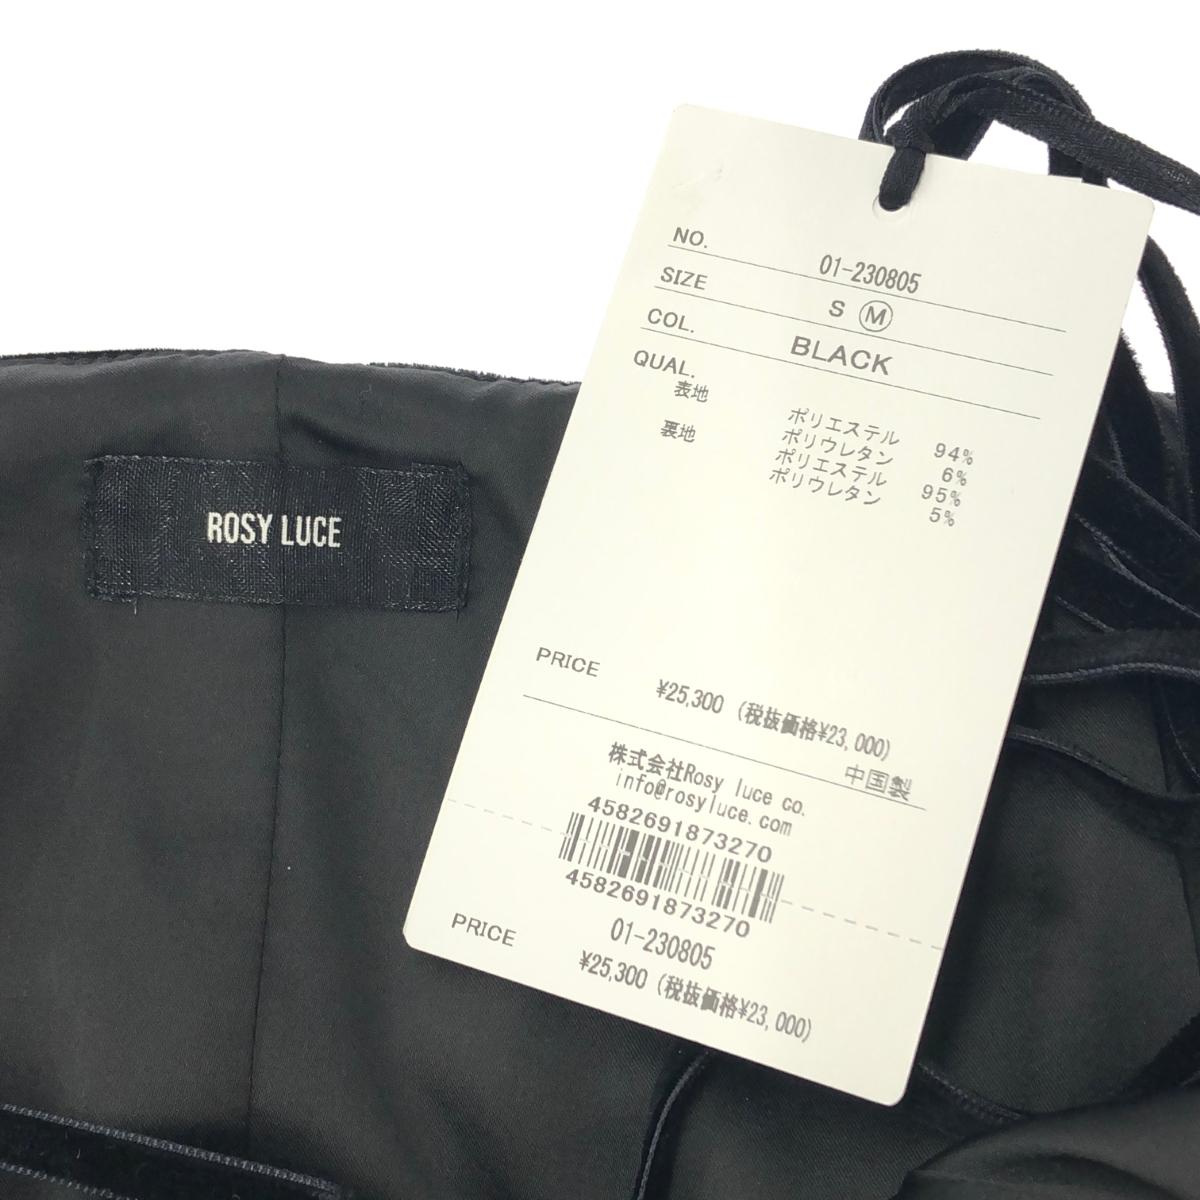 ROSY LUCE
NO. 01-230805
SIZE S M
COL. BLACK
QUAL.
表地 ポリエステル 94%
ポリウレタン 6%
裏地 ポリエステル 95%
ポリウレタン 5%
PRICE ¥25,300 (税抜価格¥23,000)
中国製
株式会社Rosy luce co.
info@rosyluce.com
4582691873270
4582691873270
01-230805
PRICE ¥25,300 (税抜価格¥23,000)